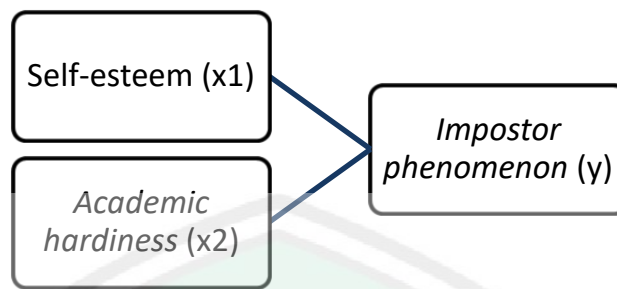 Self-esteem (x1)
Impostor
phenomenon (y)
Academic
hardiness (x2)